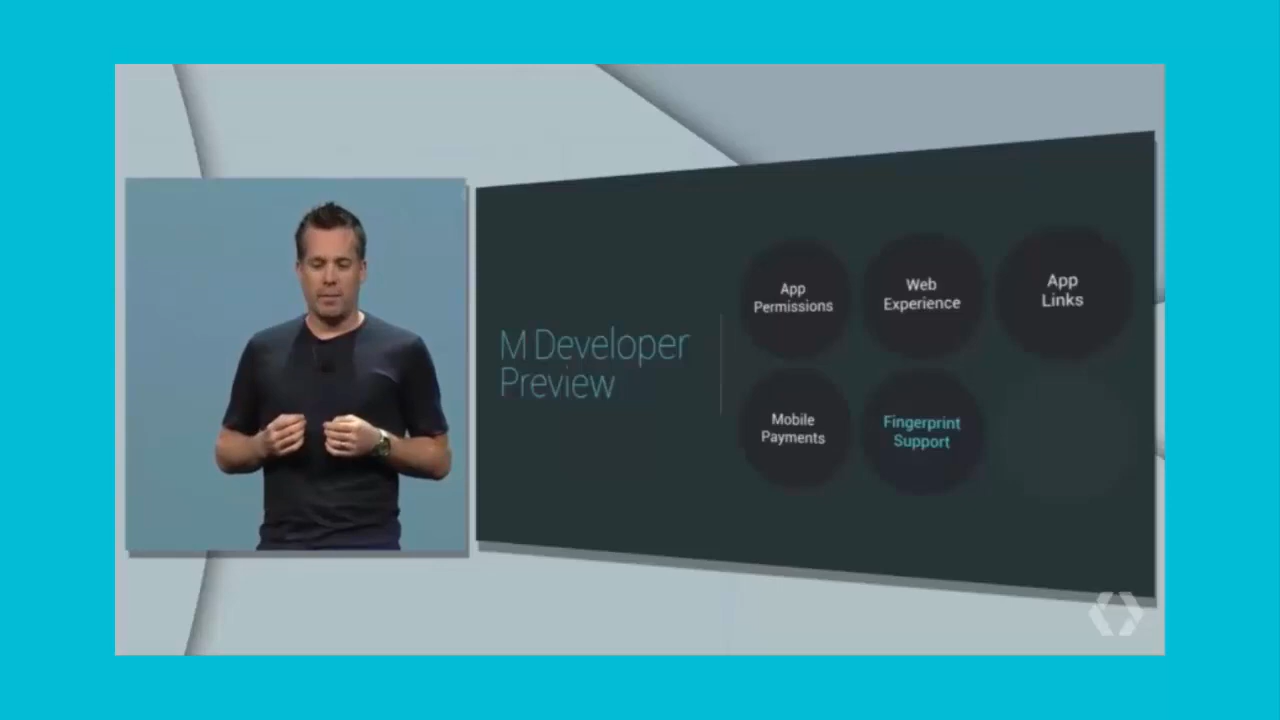 M Developer
Preview
App
Permissions
Web
Experience
App
Links
Mobile
Payments
Fingerprint
Support